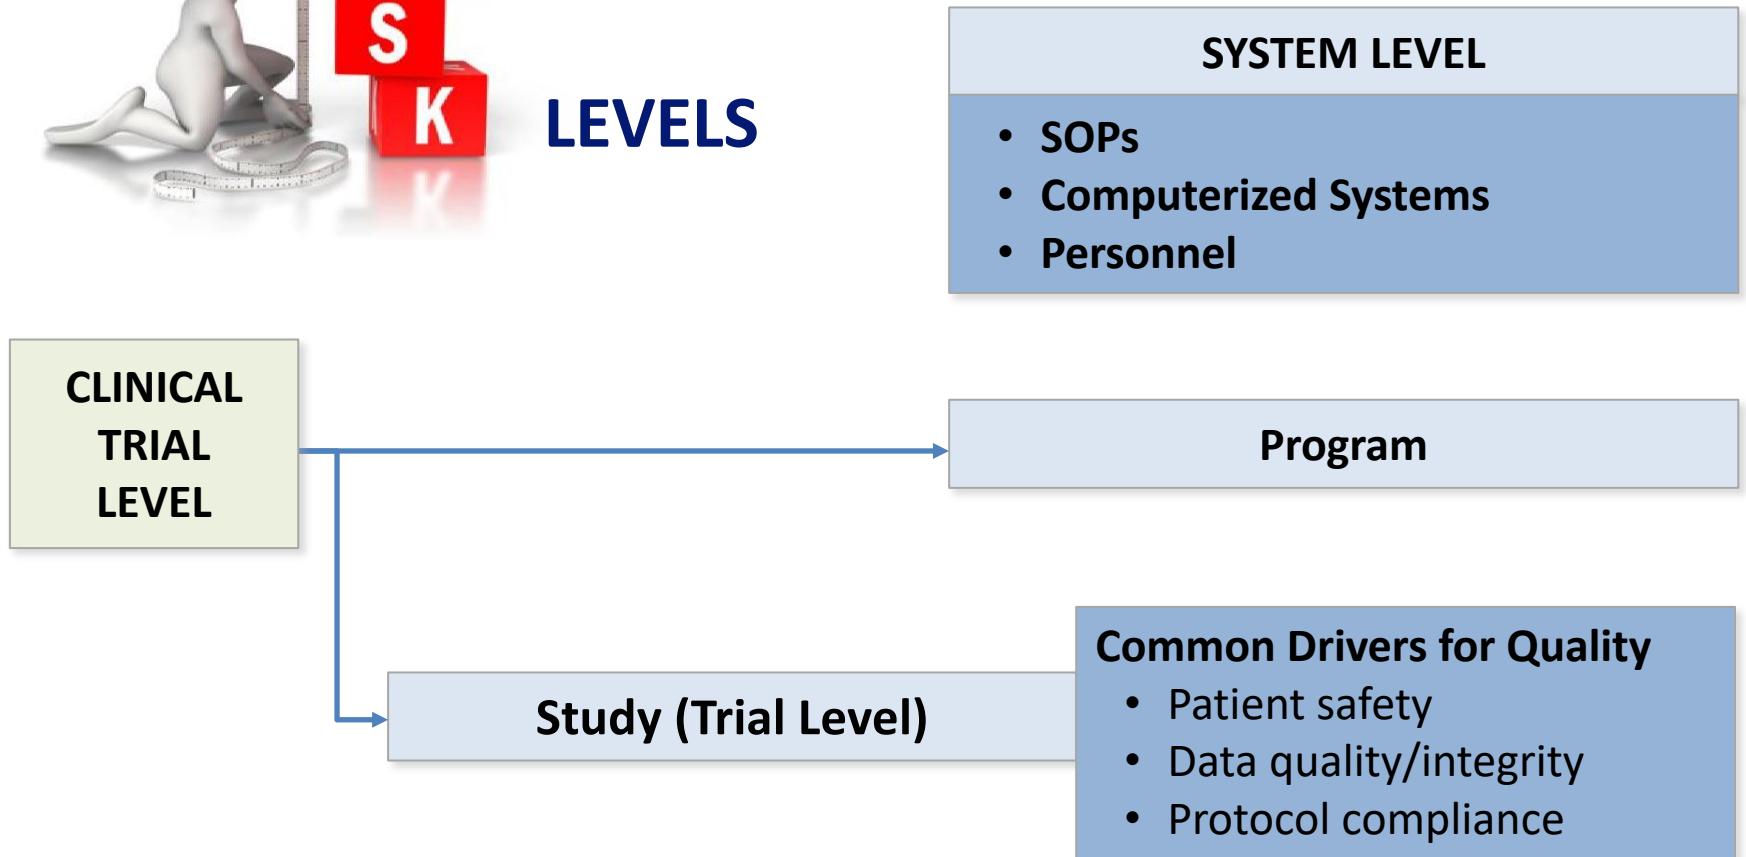 S
K
LEVELS
SYSTEM LEVEL
• SOPs
• Computerized Systems
• Personnel
CLINICAL
TRIAL
LEVEL
Program
Study (Trial Level)
Common Drivers for Quality
• Patient safety
• Data quality/integrity
• Protocol compliance